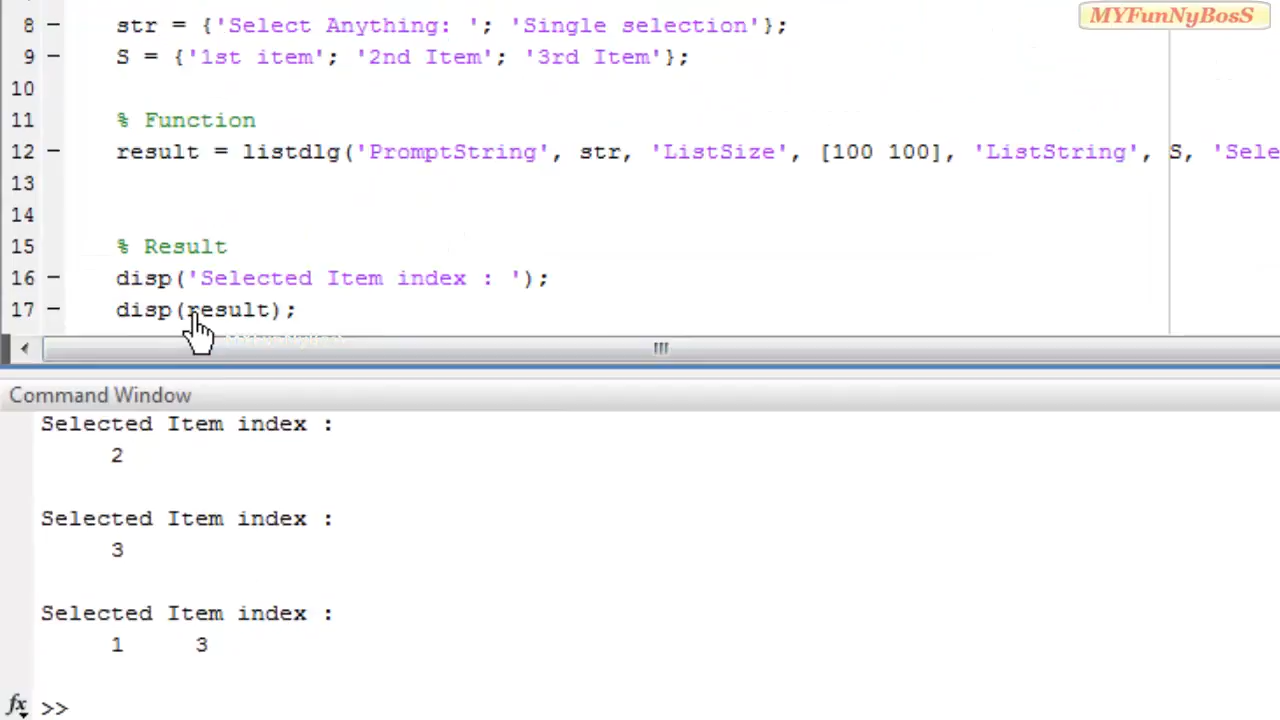 MYFunNyBosS
8 – str = {'Select Anything: '; 'Single selection'};
9 – S = {'1st item'; '2nd Item'; '3rd Item'};
10
11 % Function
12 – result = listdlg('PromptString', str, 'ListSize', [100 100], 'ListString', S, 'Sele
13
14
15 % Result
16 – disp('Selected Item index : ');
17 – disp(result);
Command Window
Selected Item index :
2
Selected Item index :
3
Selected Item index :
1 3
fx >>